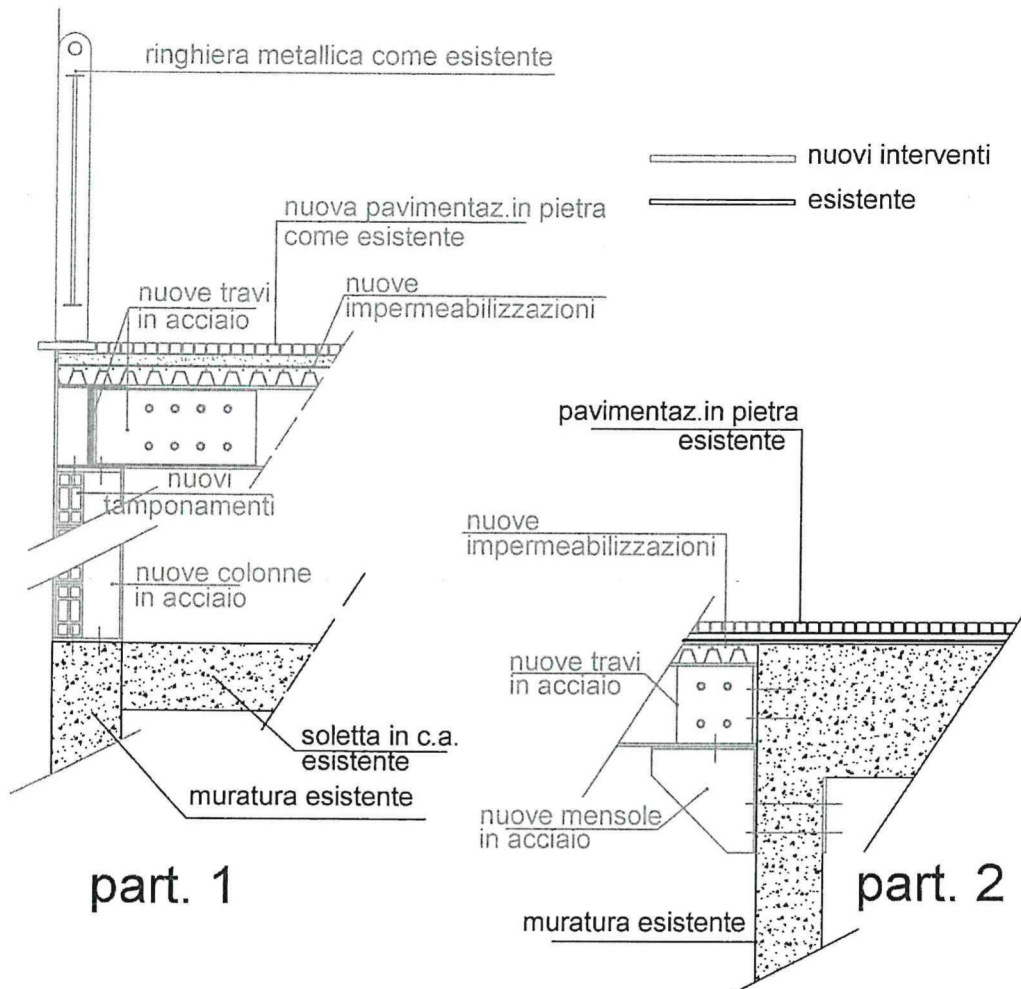 ringhiera metallica come esistente
nuovi interventi
esistente
nuova pavimentaz.in pietra
come esistente
nuove travi
in acciaio
nuove
impermeabilizzazioni
nuovi
tamponamenti
nuove colonne
in acciaio
soletta in c.a.
esistente
muratura esistente
part. 1
pavimentaz.in pietra
esistente
nuove
impermeabilizzazioni
nuove travi
in acciaio
nuove mensole
in acciaio
muratura esistente
part. 2